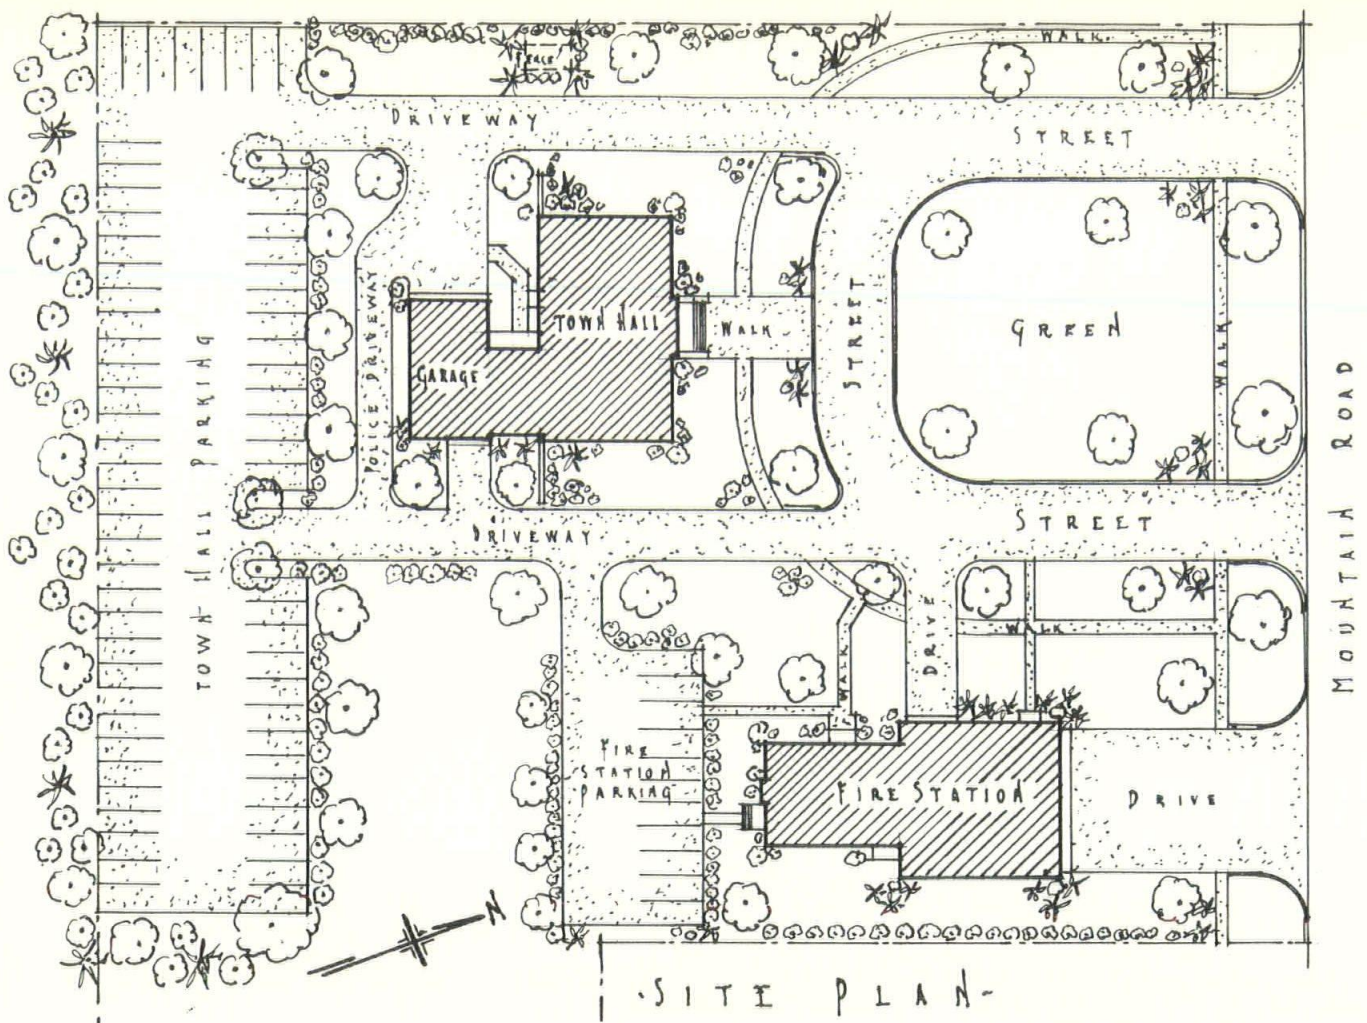 WALK
DRIVEWAY
STREET
POLICE DRIVEWAY
TOWN HALL
WALK
STREET
GREEN
WALK
GARAGE
TOWN HALL PARKING
MOUNTAIN ROAD
DRIVEWAY
STREET
DRIVE
WALK
WALK
FIRE
STATION
PARKING
FIRE STATION
DRIVE
N
·SITE PLAN-